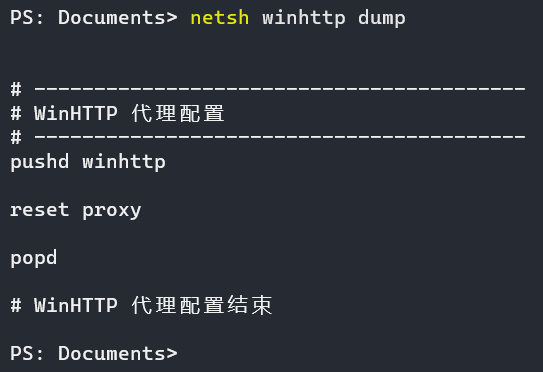 PS: Documents> netsh winhttp dump
# -----------------------------------------
# WinHTTP 代理配置
# -----------------------------------------
pushd winhttp
reset proxy
popd
# WinHTTP 代理配置结束
PS: Documents>